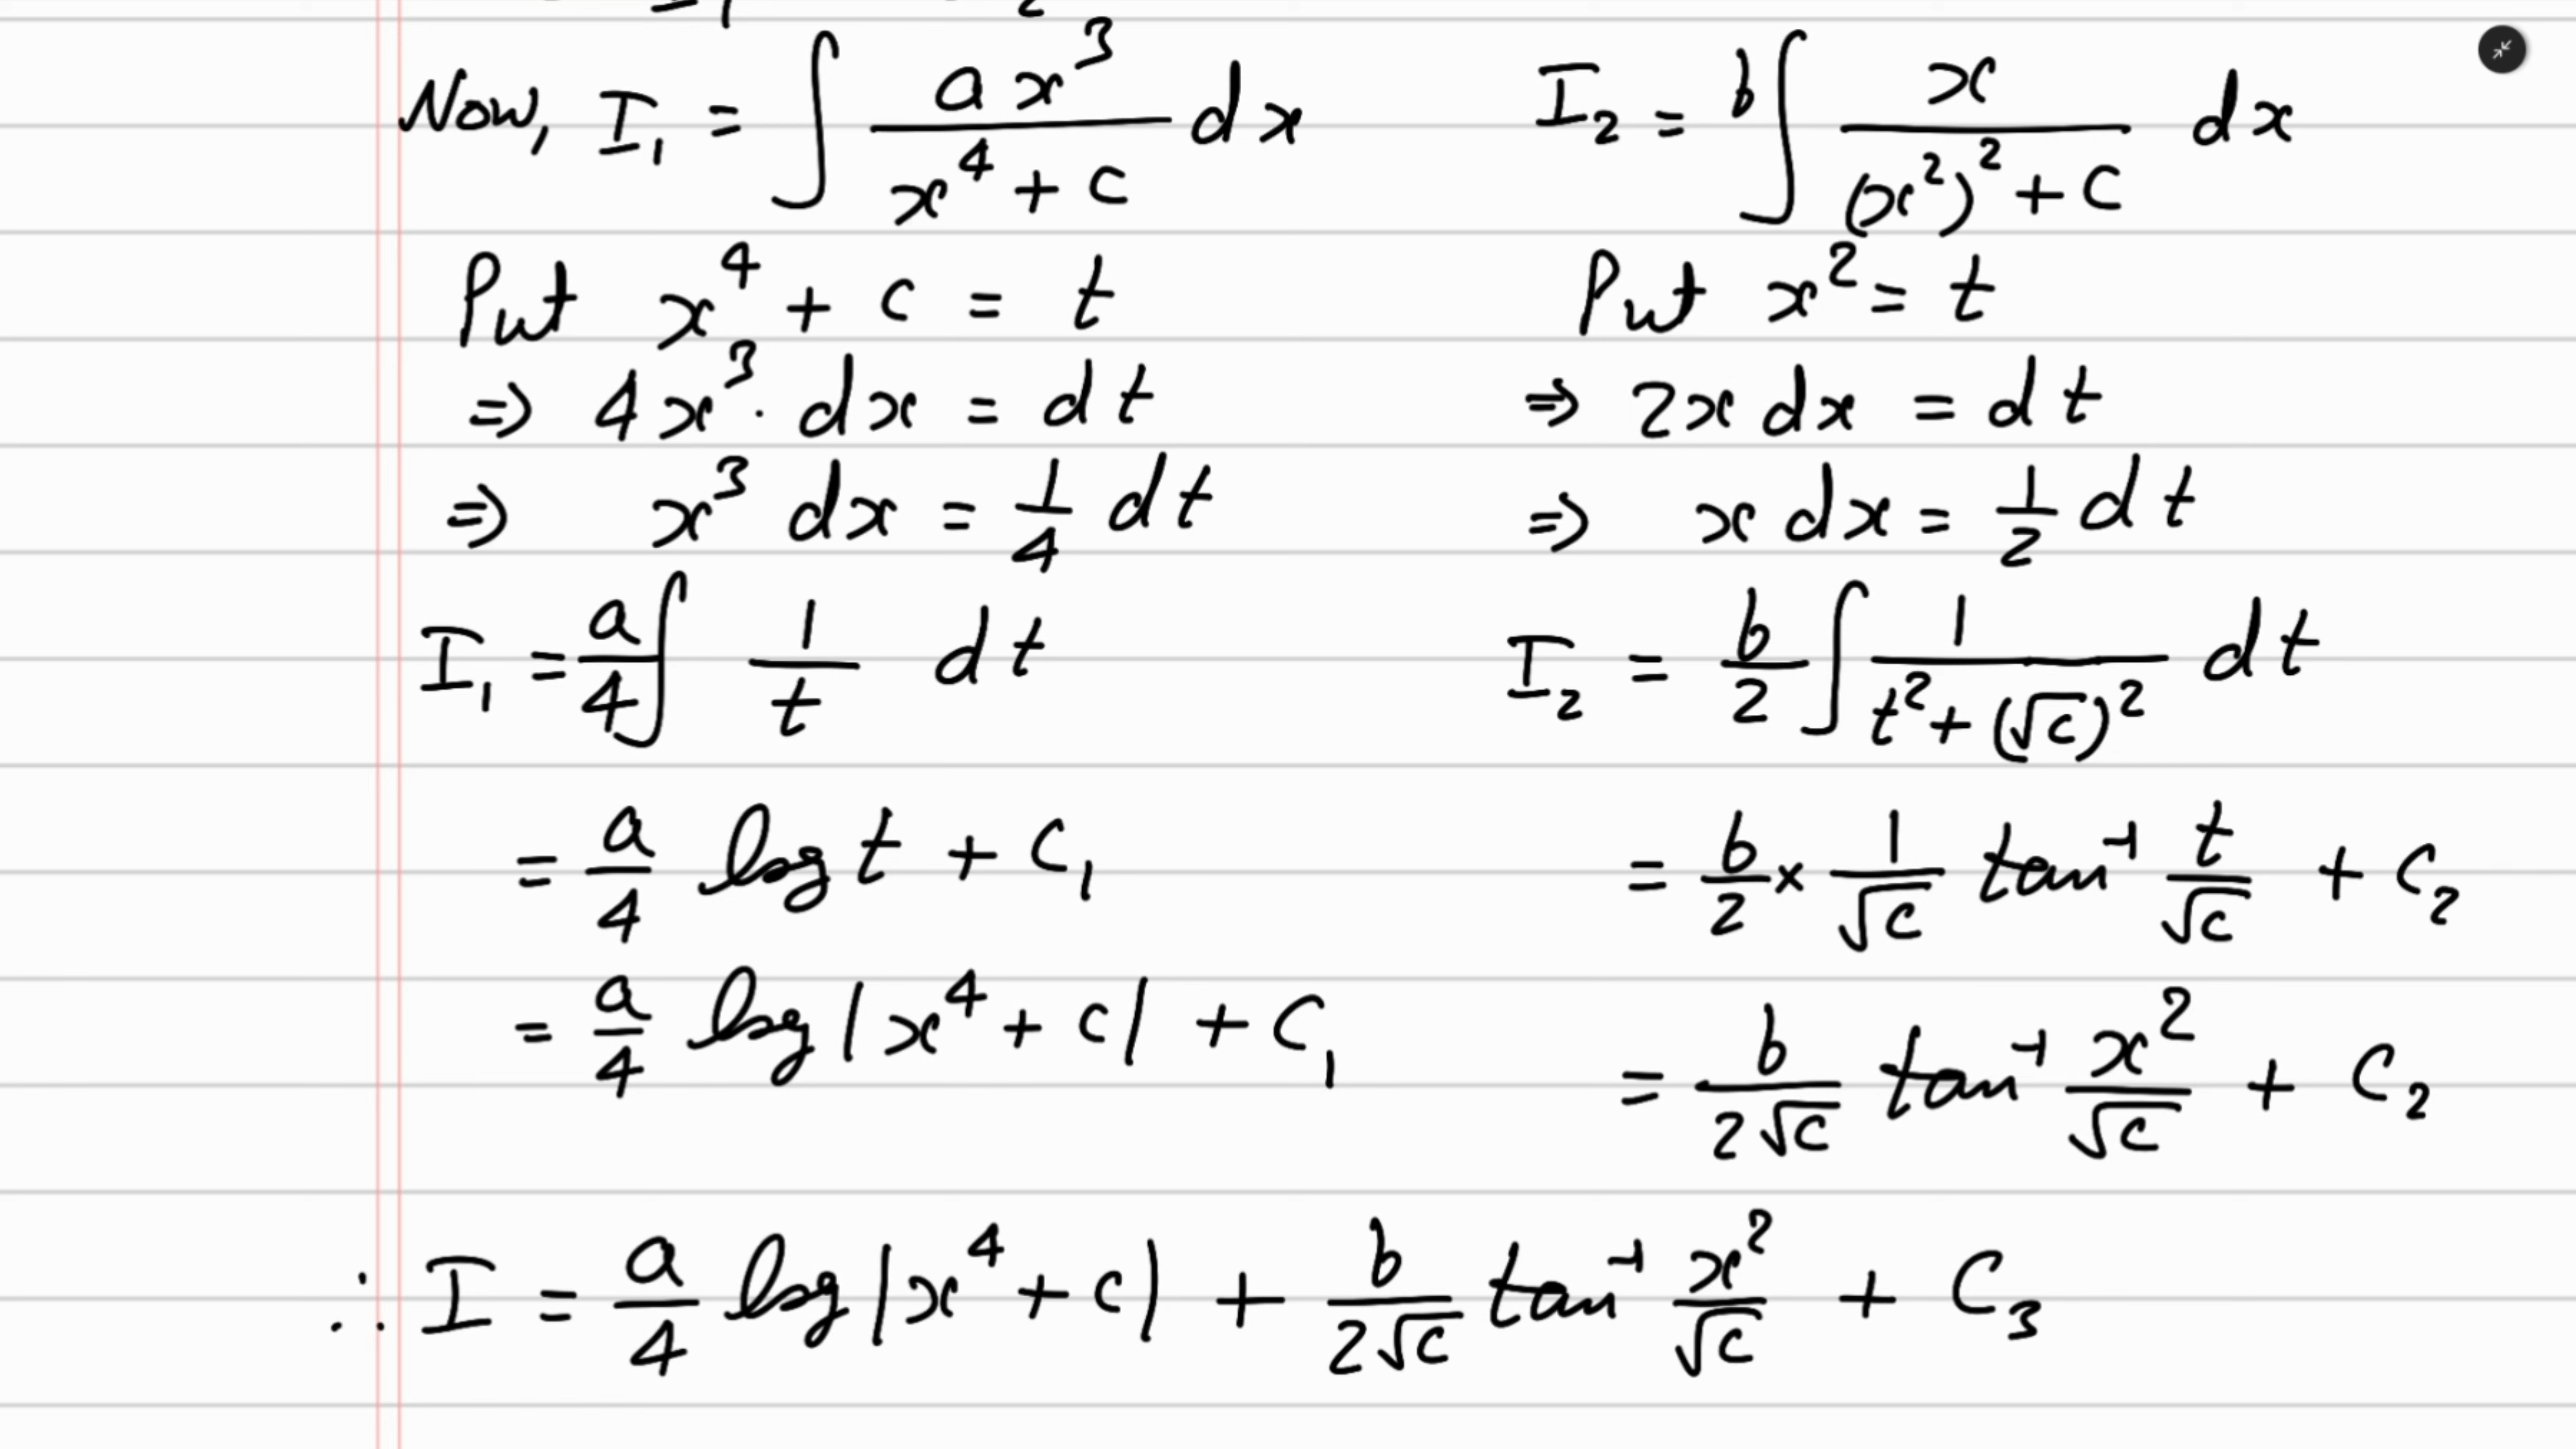 Now, I₁ = ∫ ax³/(x⁴ + c) dx
Put x⁴ + c = t
⇒ 4x³ · dx = dt
⇒ x³ dx = 1/4 dt
I₁ = a/4 ∫ 1/t dt
= a/4 log t + C₁
= a/4 log |x⁴ + c| + C₁
I₂ = b ∫ x/((x²)² + c) dx
Put x² = t
⇒ 2x dx = dt
⇒ x dx = 1/2 dt
I₂ = b/2 ∫ 1/(t² + (√c)²) dt
= b/2 × 1/√c tan⁻¹ t/√c + C₂
= b/(2√c) tan⁻¹ x²/√c + C₂
∴ I = a/4 log |x⁴ + c| + b/(2√c) tan⁻¹ x²/√c + C₃